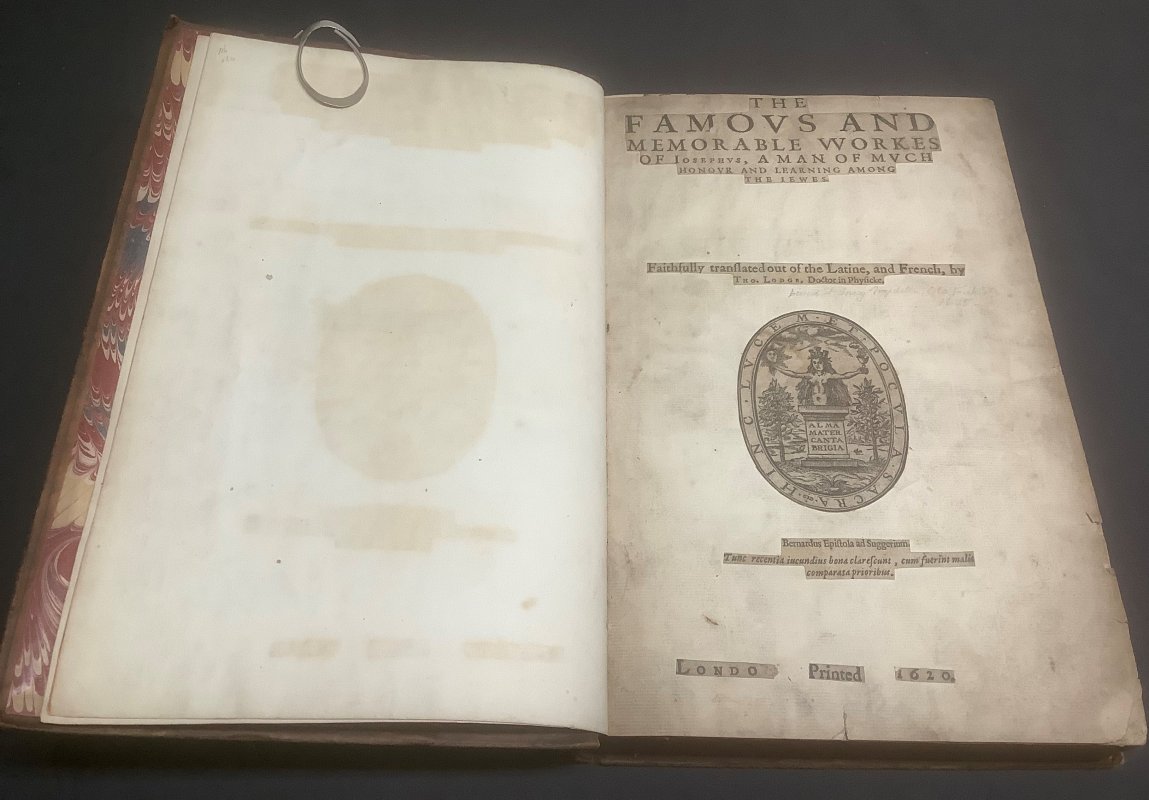 THE
FAMOVS AND
MEMORABLE VVORKES
OF IOSEPHVS, A MAN OF MVCH
HONOVR AND LEARNING AMONG
THE IEWES
Faithfully tranſlated out of the Latine, and French, by
THO. LODGE, Doctor in Phyſicke.
HINC·LVCEM·ET·POCVLA·SACRA
ALMA
MATER
CANTA
BRIGIA
Bernardus Epiſtola ad Suggerium.
Tunc recentia iucundius bona clareſcunt, cum fuerint malis
comparata prioribus.
LONDO Printed 1620.